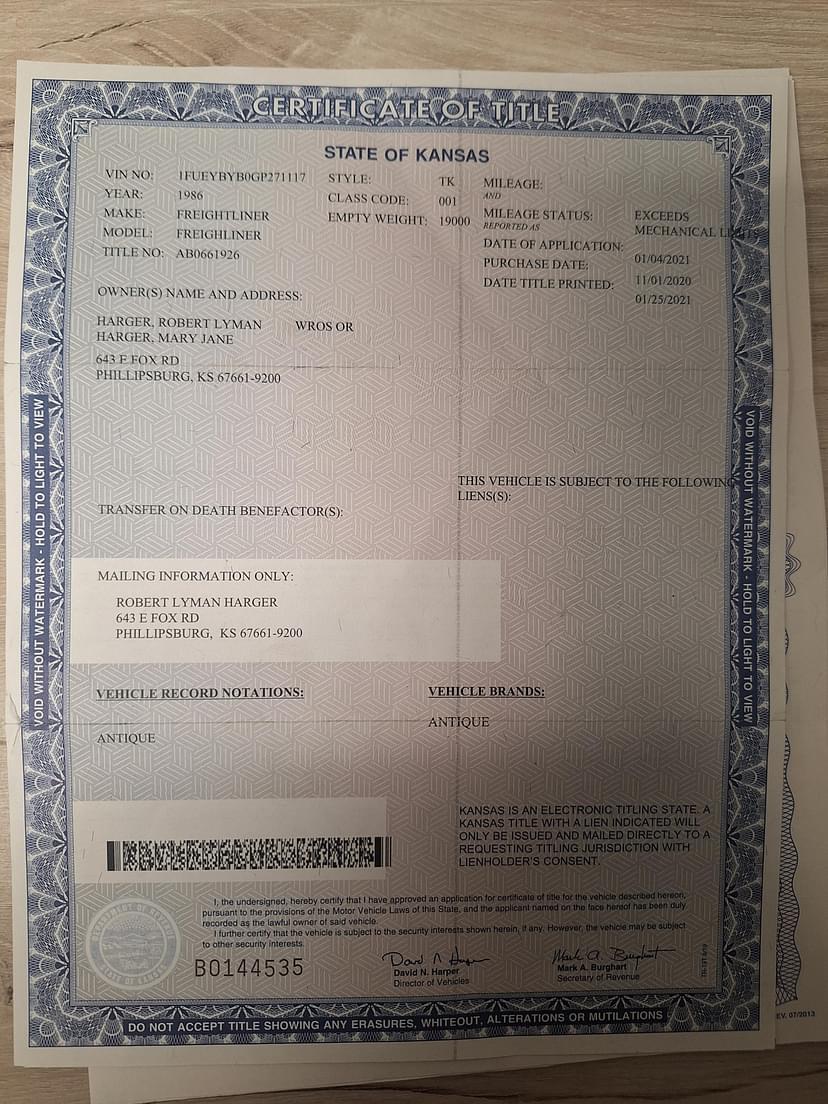 CERTIFICATE OF TITLE
STATE OF KANSAS
VIN NO: 1FUEYBYB0GP271117
YEAR: 1986
MAKE: FREIGHTLINER
MODEL: FREIGHLINER
TITLE NO: AB0661926
STYLE: TK
CLASS CODE: 001
EMPTY WEIGHT: 19000
MILEAGE:
AND
MILEAGE STATUS: EXCEEDS
REPORTED AS MECHANICAL LIMITS
DATE OF APPLICATION: 01/04/2021
PURCHASE DATE: 11/01/2020
DATE TITLE PRINTED: 01/25/2021
OWNER(S) NAME AND ADDRESS:
HARGER, ROBERT LYMAN WROS OR
HARGER, MARY JANE
643 E FOX RD
PHILLIPSBURG, KS 67661-9200
THIS VEHICLE IS SUBJECT TO THE FOLLOWING
LIENS(S):
TRANSFER ON DEATH BENEFACTOR(S):
MAILING INFORMATION ONLY:
ROBERT LYMAN HARGER
643 E FOX RD
PHILLIPSBURG, KS 67661-9200
VEHICLE RECORD NOTATIONS:
ANTIQUE
VEHICLE BRANDS:
ANTIQUE
KANSAS IS AN ELECTRONIC TITLING STATE. A
KANSAS TITLE WITH A LIEN INDICATED WILL
ONLY BE ISSUED AND MAILED DIRECTLY TO A
REQUESTING TITLING JURISDICTION WITH
LIENHOLDER'S CONSENT.
I, the undersigned, hereby certify that I have approved an application for certificate of title for the vehicle described hereon,
pursuant to the provisions of the Motor Vehicle Laws of this State, and the applicant named on the face hereof has been duly
recorded as the lawful owner of said vehicle.
I further certify that the vehicle is subject to the security interests shown herein, if any. However, the vehicle may be subject
to other security interests.
B0144535
David N. Harper
David N. Harper
Director of Vehicles
Mark A. Burghart
Mark A. Burghart
Secretary of Revenue
DO NOT ACCEPT TITLE SHOWING ANY ERASURES, WHITEOUT, ALTERATIONS OR MUTILATIONS
VOID WITHOUT WATERMARK - HOLD TO LIGHT TO VIEW
VOID WITHOUT WATERMARK - HOLD TO LIGHT TO VIEW
EV. 07/2013